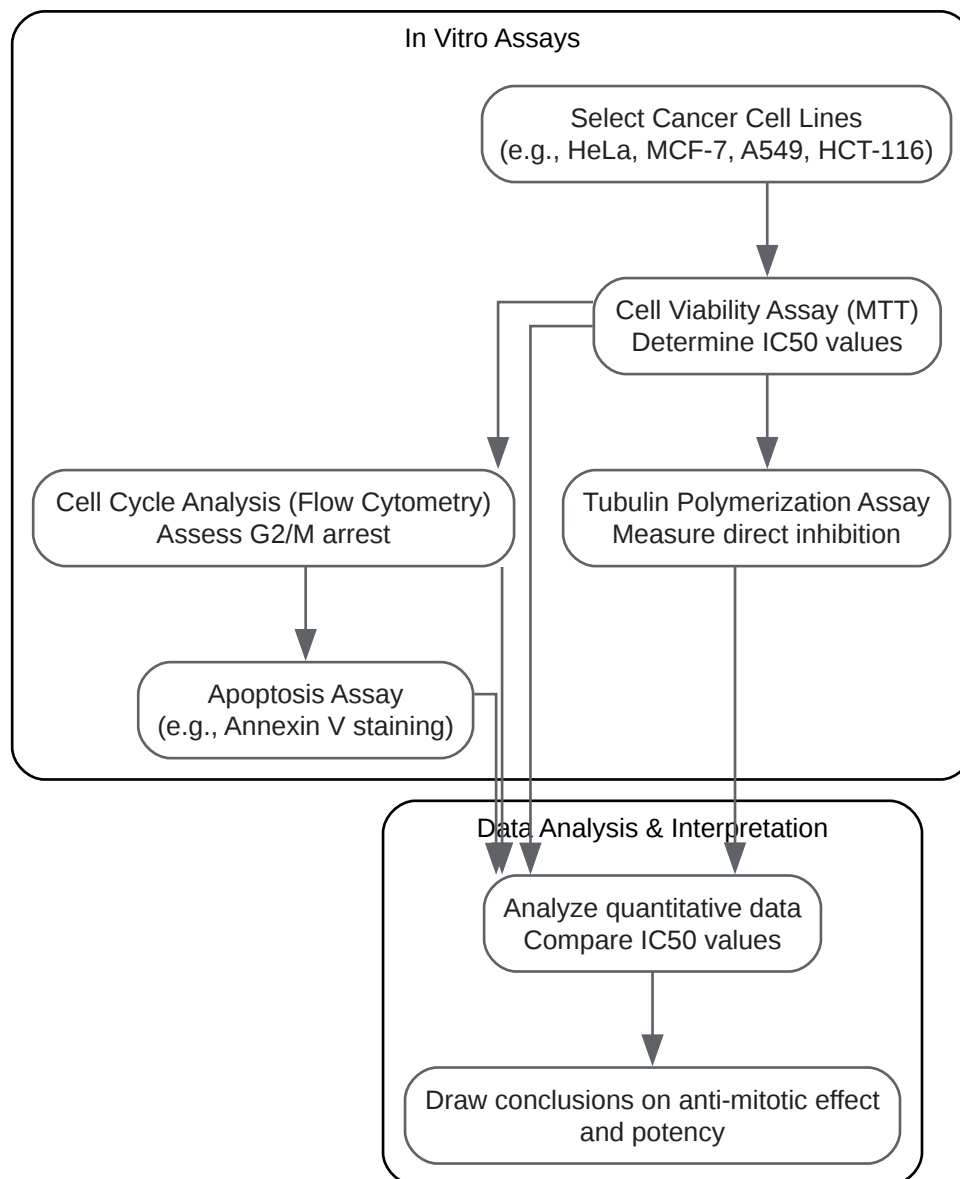 In Vitro Assays
Select Cancer Cell Lines
(e.g., HeLa, MCF-7, A549, HCT-116)
Cell Viability Assay (MTT)
Determine IC50 values
Cell Cycle Analysis (Flow Cytometry)
Assess G2/M arrest
Tubulin Polymerization Assay
Measure direct inhibition
Apoptosis Assay
(e.g., Annexin V staining)
Data Analysis & Interpretation
Analyze quantitative data
Compare IC50 values
Draw conclusions on anti-mitotic effect
and potency